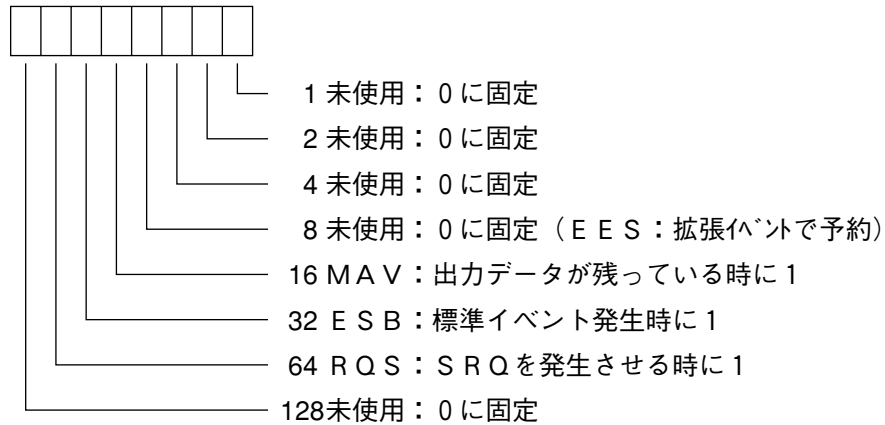 1 未使用：０に固定
2 未使用：０に固定
4 未使用：０に固定
8 未使用：０に固定（ＥＥＳ：拡張ｲﾍﾞﾝﾄで予約）
16 ＭＡＶ：出力データが残っている時に１
32 ＥＳＢ：標準イベント発生時に１
64 ＲＱＳ：ＳＲＱを発生させる時に１
128未使用：０に固定